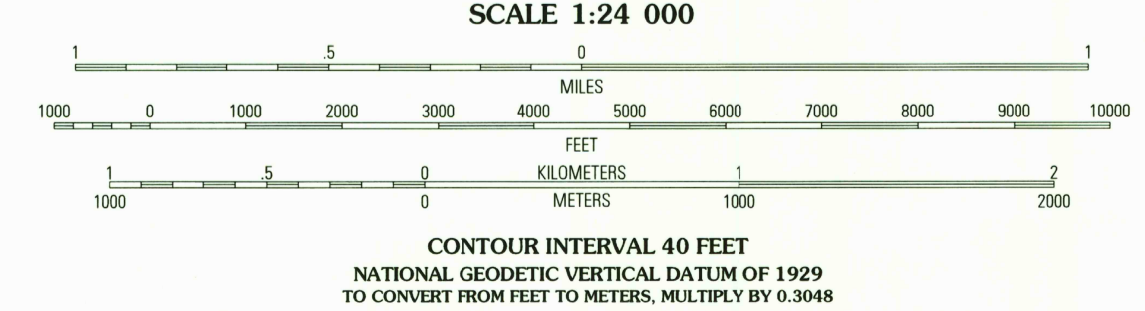 SCALE 1:24 000
1 .5 0 1
MILES
1000 0 1000 2000 3000 4000 5000 6000 7000 8000 9000 10000
FEET
1 .5 0 KILOMETERS 1 2
1000 0 METERS 1000 2000
CONTOUR INTERVAL 40 FEET
NATIONAL GEODETIC VERTICAL DATUM OF 1929
TO CONVERT FROM FEET TO METERS, MULTIPLY BY 0.3048